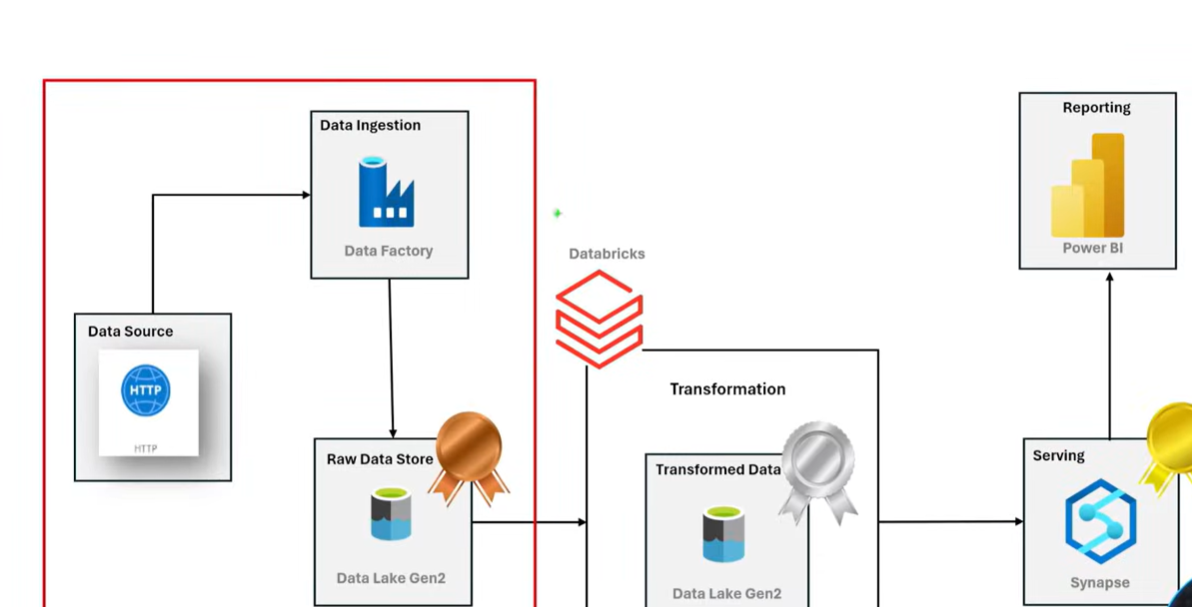 Data Source
HTTP
HTTP
Data Ingestion
Data Factory
Raw Data Store
Data Lake Gen2
Databricks
Transformation
Transformed Data
Data Lake Gen2
Serving
Synapse
Reporting
Power BI